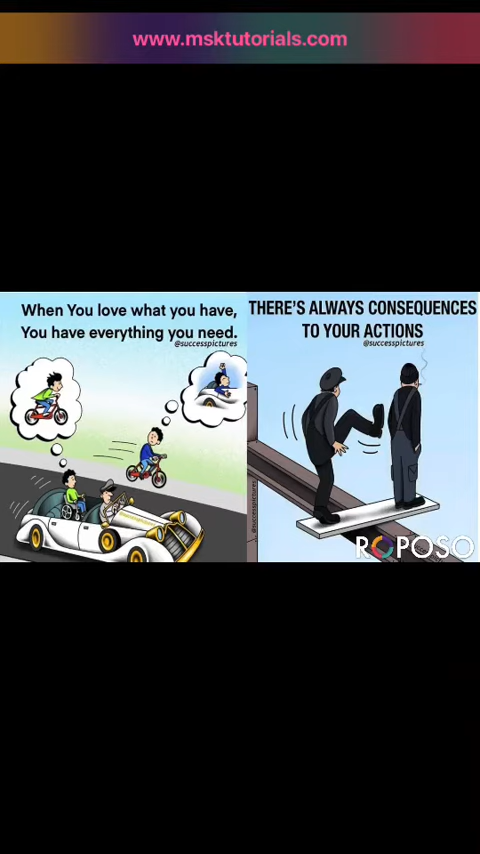 www.msktutorials.com
When You love what you have,
You have everything you need.
@successpictures
THERE'S ALWAYS CONSEQUENCES
TO YOUR ACTIONS
@successpictures
@successpictures
ROPOSO